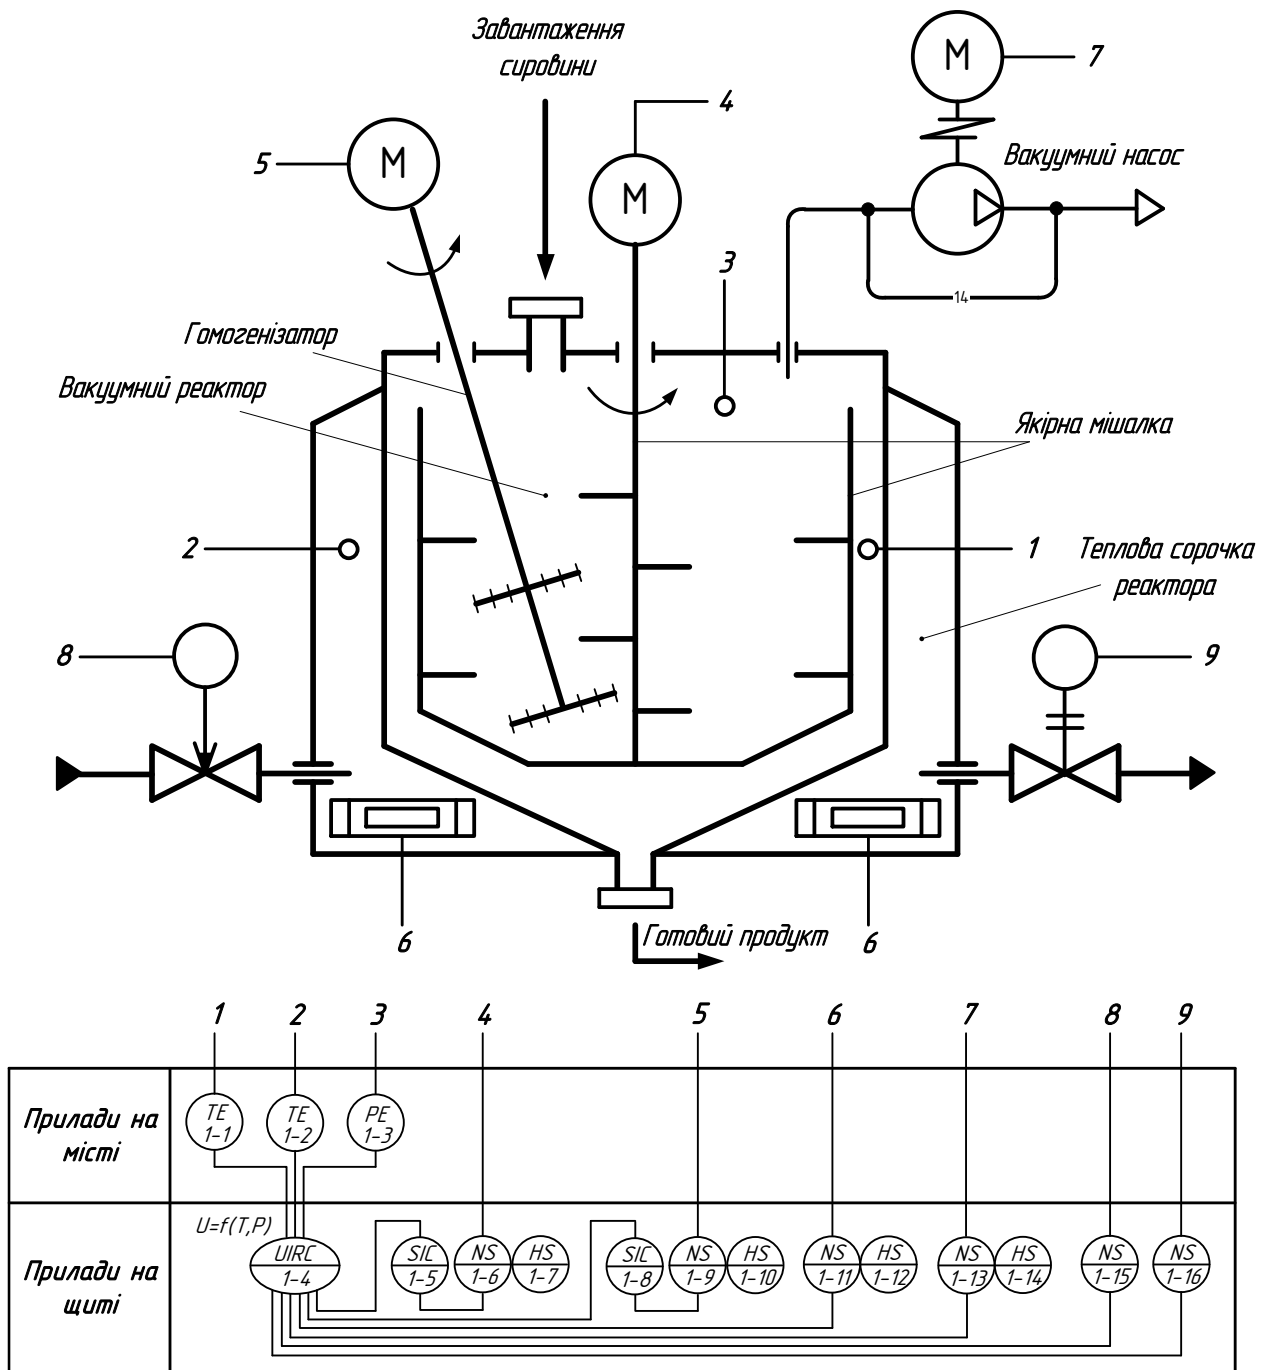 Завантаження
сировини
М
7
4
М
5
М
Вакуумний насос
3
14
Гомогенізатор
Вакуумний реактор
Якірна мішалка
2
1
Теплова сорочка
реактора
8
9
6
6
Готовий продукт
1 2 3 4 5 6 7 8 9
Прилади на
місті
TE
1-1
TE
1-2
PE
1-3
Прилади на
щиті
U=f(T,P)
UIRC
1-4
SIC
1-5
NS
1-6
HS
1-7
SIC
1-8
NS
1-9
HS
1-10
NS
1-11
HS
1-12
NS
1-13
HS
1-14
NS
1-15
NS
1-16